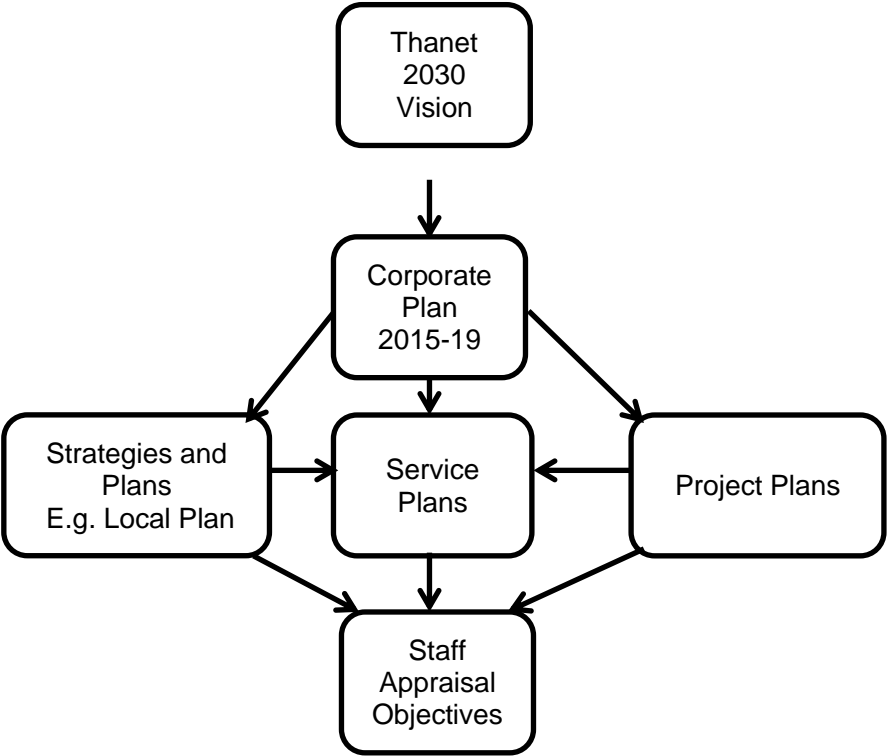 Thanet
2030
Vision
Corporate
Plan
2015-19
Strategies and
Plans
E.g. Local Plan
Service
Plans
Project Plans
Staff
Appraisal
Objectives